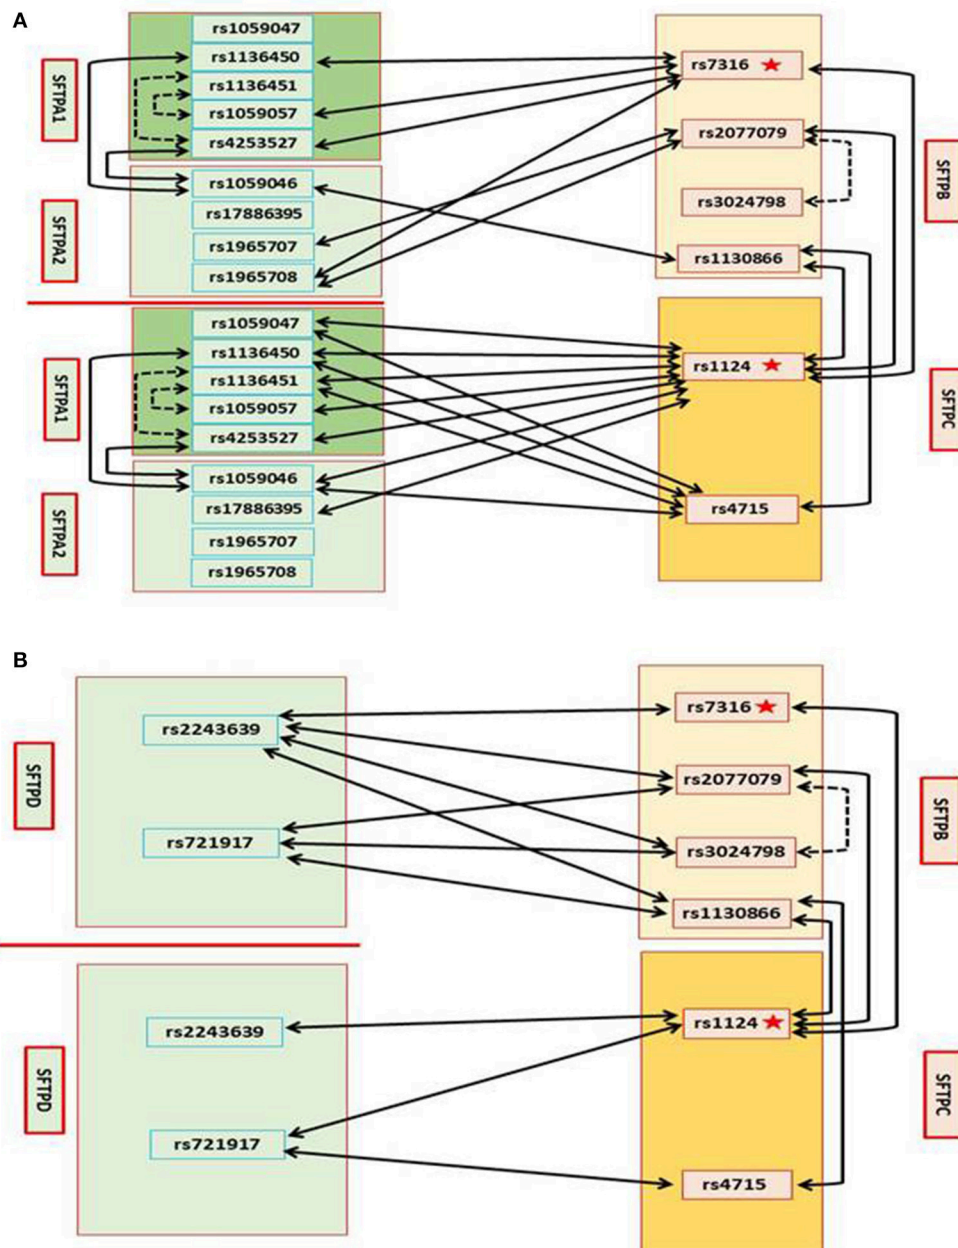 A
SFTPA1
rs1059047
rs1136450
rs1136451
rs1059057
rs4253527
SFTPA2
rs1059046
rs17886395
rs1965707
rs1965708
rs7316
rs2077079
rs3024798
rs1130866
SFTPB
SFTPA1
rs1059047
rs1136450
rs1136451
rs1059057
rs4253527
SFTPA2
rs1059046
rs17886395
rs1965707
rs1965708
rs1124
rs4715
SFTPC
B
SFTPD
rs2243639
rs721917
rs7316
rs2077079
rs3024798
rs1130866
SFTPB
SFTPD
rs2243639
rs721917
rs1124
rs4715
SFTPC